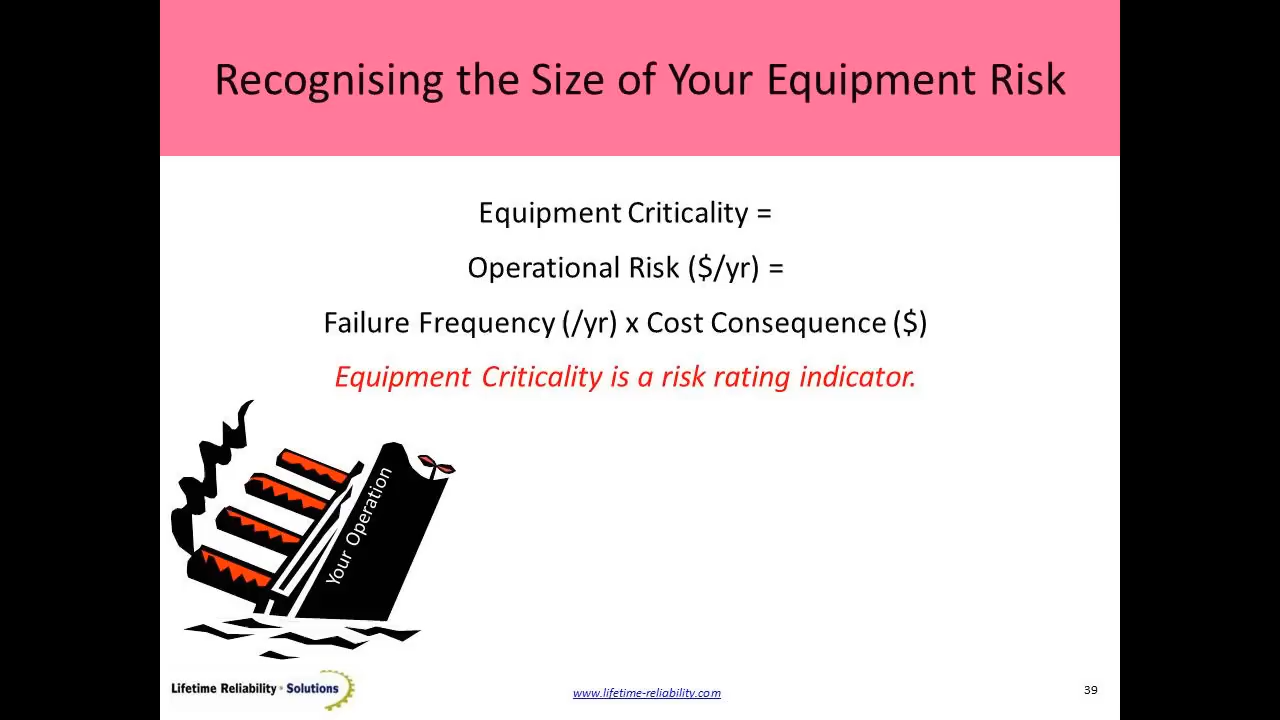 Recognising the Size of Your Equipment Risk
Equipment Criticality =
Operational Risk ($/yr) =
Failure Frequency (/yr) x Cost Consequence ($)
Equipment Criticality is a risk rating indicator.
Your Operation
Lifetime Reliability • Solutions
www.lifetime-reliability.com
39